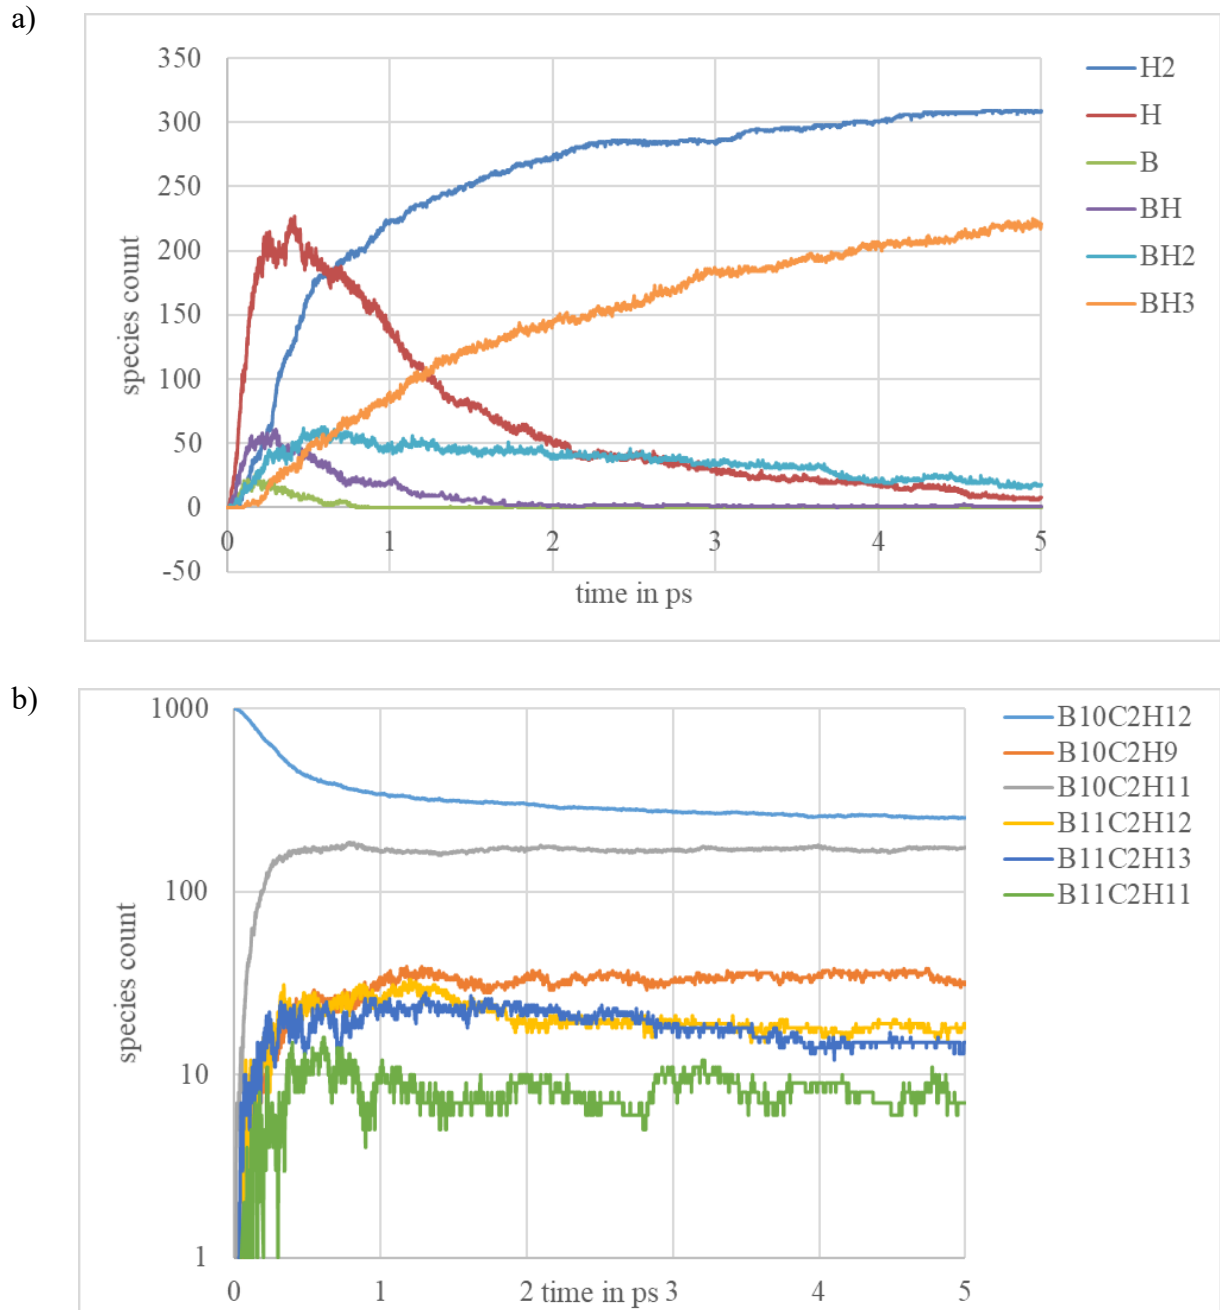 a)
350
300
250
200
150
100
50
0
-50
species count
0 1 2 3 4 5
time in ps
H2
H
B
BH
BH2
BH3
b)
1000
100
10
1
species count
0 1 2 time in ps 3 4 5
B10C2H12
B10C2H9
B10C2H11
B11C2H12
B11C2H13
B11C2H11